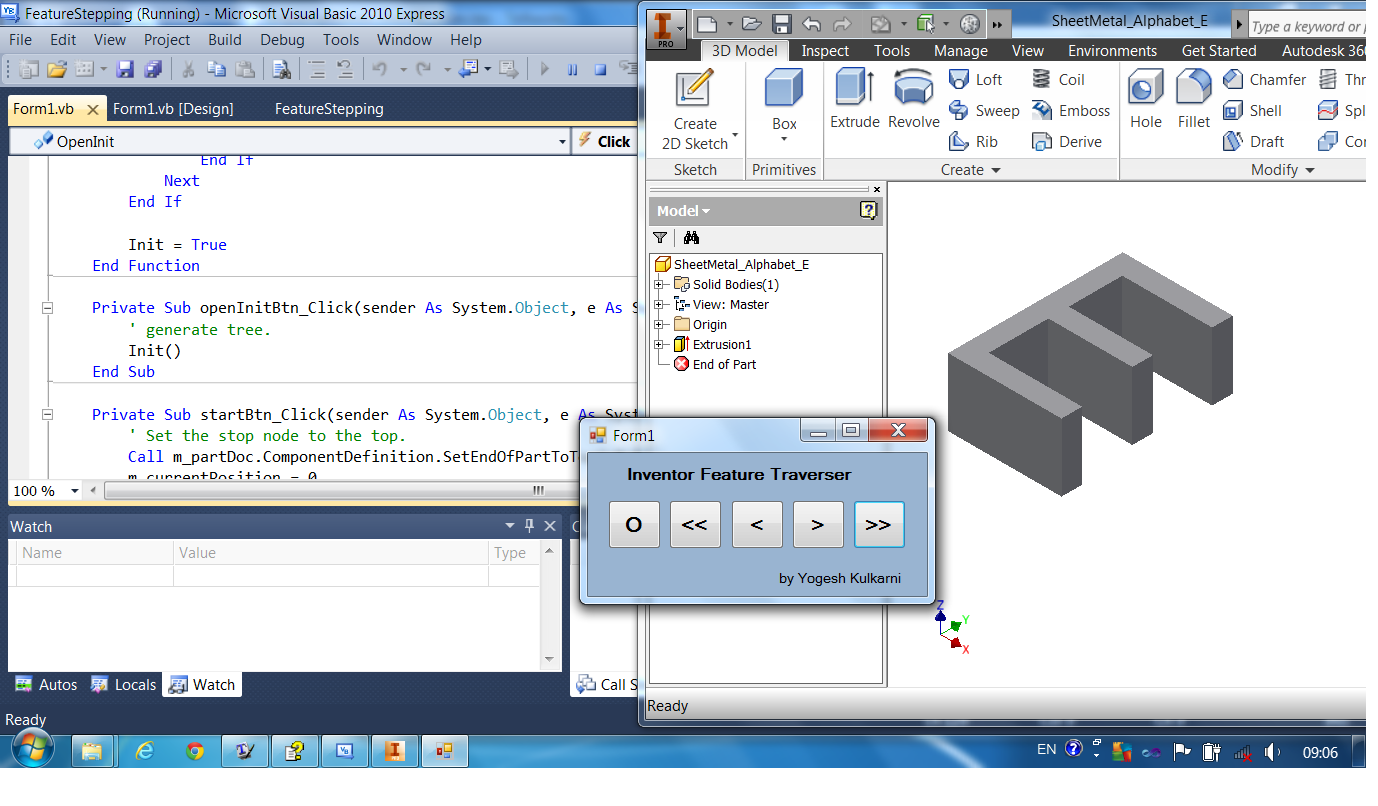 FeatureStepping (Running) - Microsoft Visual Basic 2010 Express
File Edit View Project Build Debug Tools Window Help
Form1.vb Form1.vb [Design] FeatureStepping
OpenInit Click
End If
Next
End If
Init = True
End Function
Private Sub openInitBtn_Click(sender As System.Object, e As S
' generate tree.
Init()
End Sub
Private Sub startBtn_Click(sender As System.Object, e As Syst
' Set the stop node to the top.
Call m_partDoc.ComponentDefinition.SetEndOfPartToT
m_currentPosition = 0
100 %
Watch
Name Value Type
Autos Locals Watch
Call S
Ready
PRO
SheetMetal_Alphabet_E
Type a keyword or
3D Model Inspect Tools Manage View Environments Get Started Autodesk 360
Create
2D Sketch
Box
Extrude
Revolve
Loft
Sweep
Rib
Coil
Emboss
Derive
Hole
Fillet
Chamfer
Shell
Draft
Thr
Spl
Co
Sketch Primitives Create Modify
Model
SheetMetal_Alphabet_E
Solid Bodies(1)
View: Master
Origin
Extrusion1
End of Part
Form1
Inventor Feature Traverser
O << < > >>
by Yogesh Kulkarni
Z
Y
X
Ready
EN
09:06